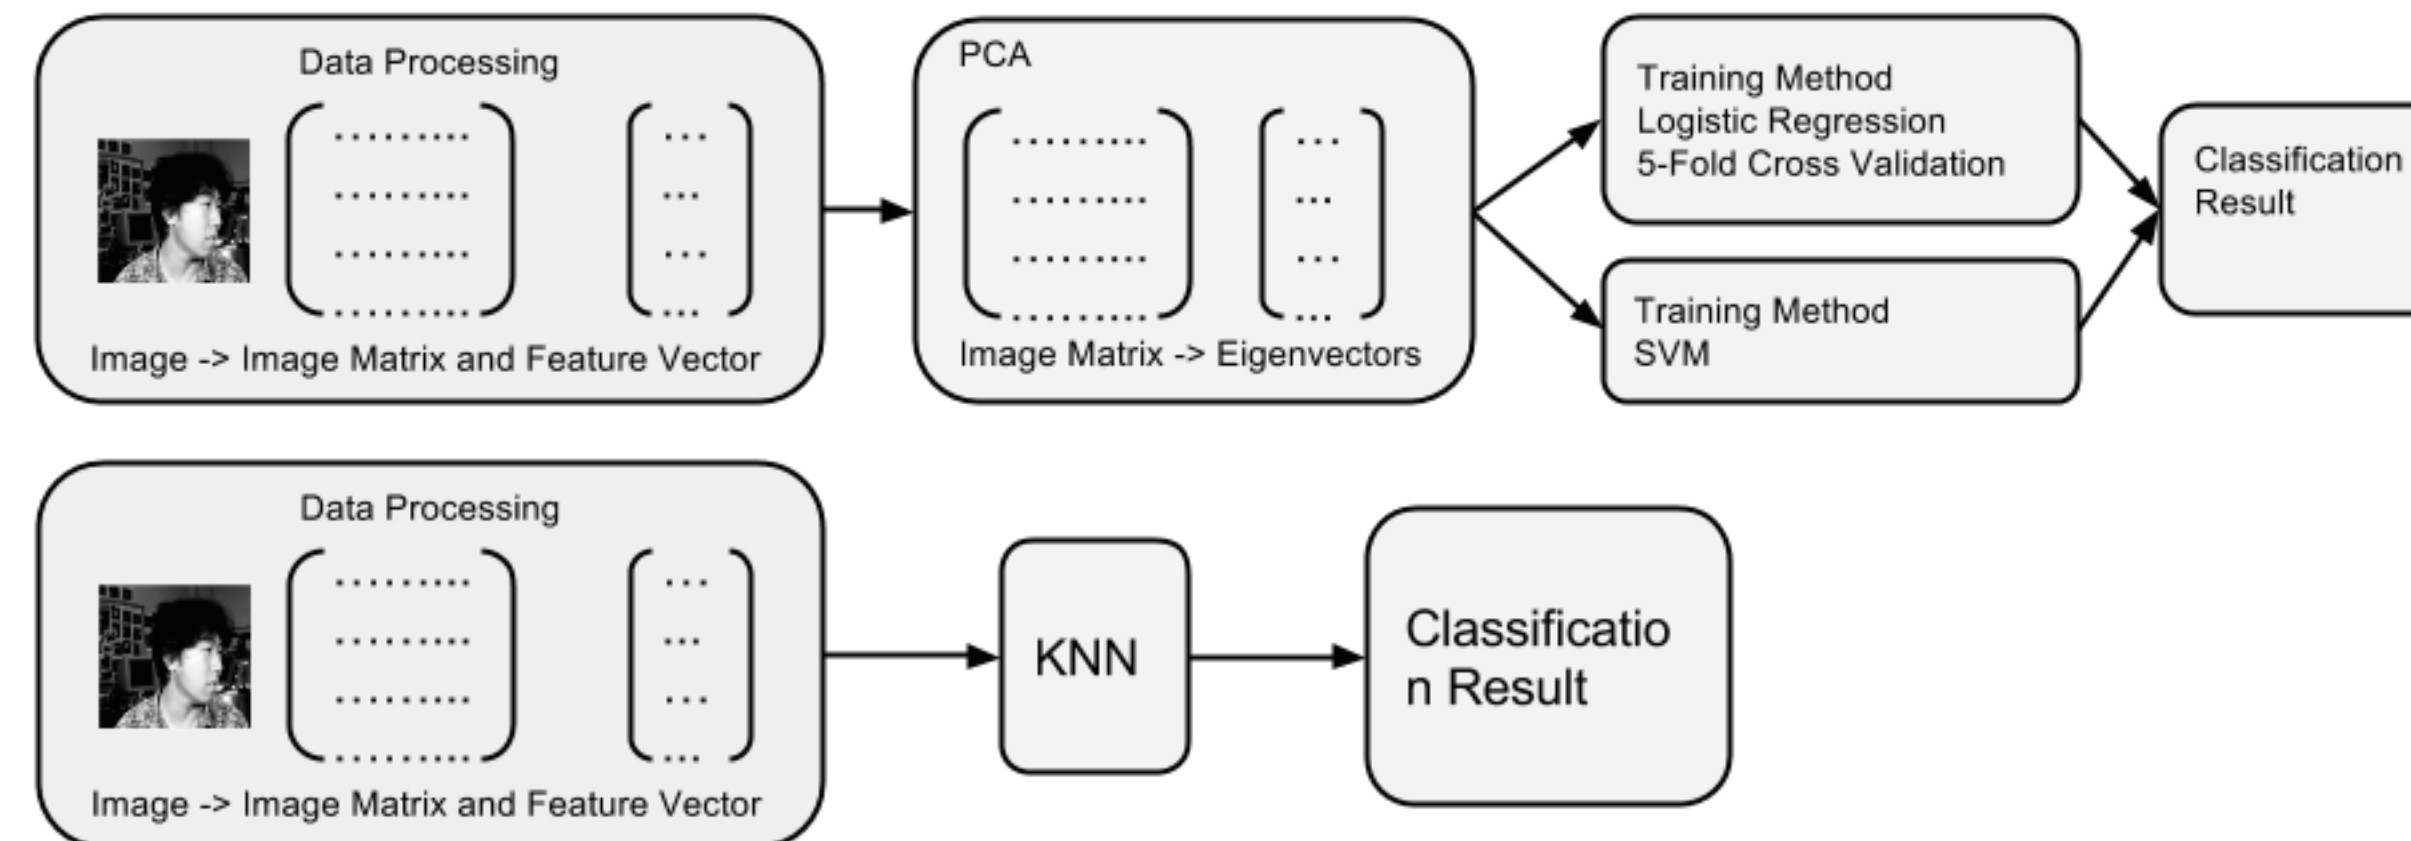 Data Processing
Image -> Image Matrix and Feature Vector
PCA
Image Matrix -> Eigenvectors
Training Method
Logistic Regression
5-Fold Cross Validation
Training Method
SVM
Classification
Result
Data Processing
Image -> Image Matrix and Feature Vector
KNN
Classificatio
n Result